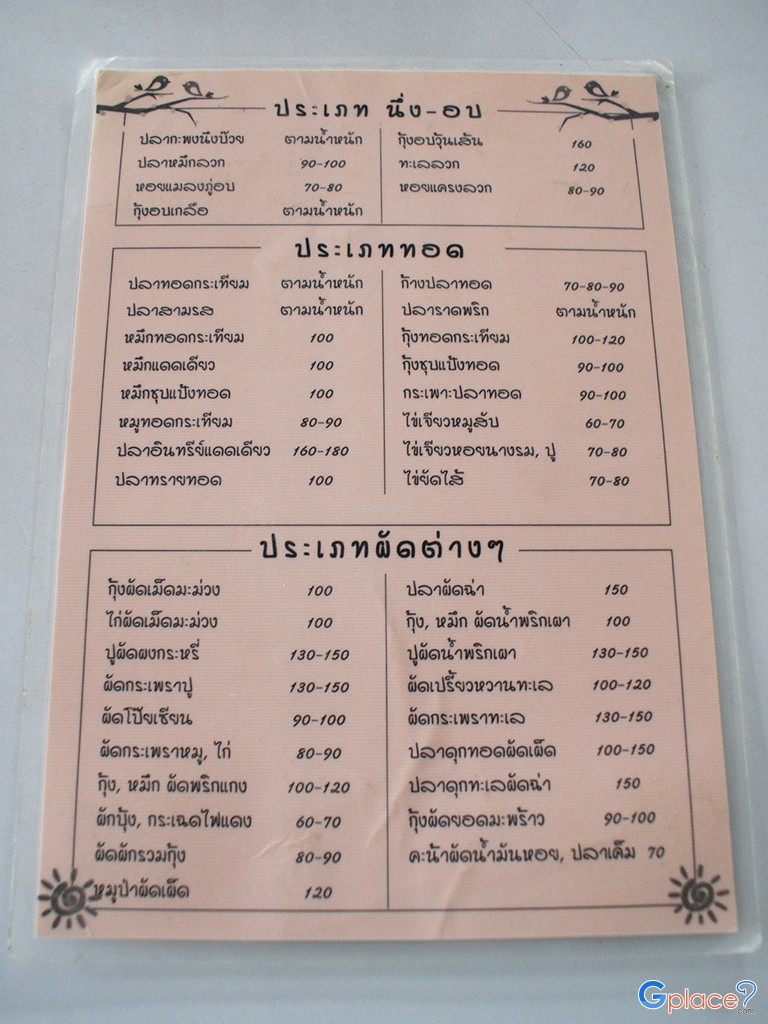 ประเภท นึ่ง-อบ
ปลากะพงนึ่งบ๊วย ตามน้ำหนัก
ปลาหมึกลวก 90-100
หอยแมลงภู่อบ 70-80
กุ้งอบเกลือ ตามน้ำหนัก
กุ้งอบวุ้นเส้น 160
ทะเลลวก 120
หอยแครงลวก 80-90
ประเภททอด
ปลาทอดกระเทียม ตามน้ำหนัก
ปลาสามรส ตามน้ำหนัก
หมึกทอดกระเทียม 100
หมึกแดดเดียว 100
หมึกชุบแป้งทอด 100
หมูทอดกระเทียม 80-90
ปลาอินทรีย์แดดเดียว 160-180
ปลาทรายทอด 100
ก้างปลาทอด 70-80-90
ปลาราดพริก ตามน้ำหนัก
กุ้งทอดกระเทียม 100-120
กุ้งชุบแป้งทอด 90-100
กระเพาะปลาทอด 90-100
ไข่เจียวหมูสับ 60-70
ไข่เจียวหอยนางรม, ปู 70-80
ไข่ยัดไส้ 70-80
ประเภทผัดต่างๆ
กุ้งผัดเม็ดมะม่วง 100
ไก่ผัดเม็ดมะม่วง 100
ปูผัดผงกระหรี่ 130-150
ผัดกระเพราปู 130-150
ผัดโป๊ยเซียน 90-100
ผัดกระเพราหมู, ไก่ 80-90
กุ้ง, หมึก ผัดพริกแกง 100-120
ผักบุ้ง, กระเฉดไฟแดง 60-70
ผัดผักรวมกุ้ง 80-90
หมูป่าผัดเผ็ด 120
ปลาผัดฉ่า 150
กุ้ง, หมึก ผัดน้ำพริกเผา 100
ปูผัดน้ำพริกเผา 130-150
ผัดเปรี้ยวหวานทะเล 100-120
ผัดกระเพราทะเล 130-150
ปลาดุกทอดผัดเผ็ด 100-150
ปลาดุกทะเลผัดฉ่า 150
กุ้งผัดยอดมะพร้าว 90-100
คะน้าผัดน้ำมันหอย, ปลาเค็ม 70
Gplace?.com